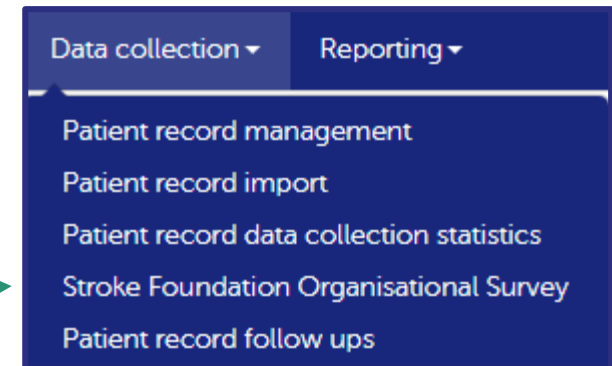 Data collection Reporting
Patient record management
Patient record import
Patient record data collection statistics
Stroke Foundation Organisational Survey
Patient record follow ups